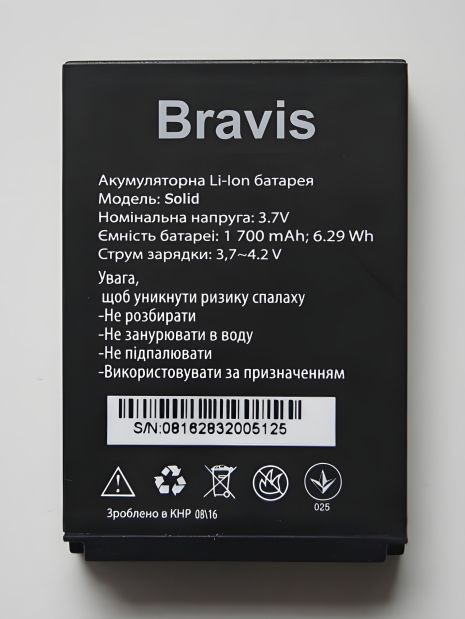 Bravis
Акумуляторна Li-Ion батарея
Модель: Solid
Номінальна напруга: 3.7V
Ємність батареї: 1 700 mAh; 6.29 Wh
Струм зарядки: 3,7~4.2 V
Увага,
щоб уникнути ризику спалаху
-Не розбирати
-Не занурювати в воду
-Не підпалювати
-Використовувати за призначенням
S/N:08162832005125
025
Зроблено в КНР 08\16